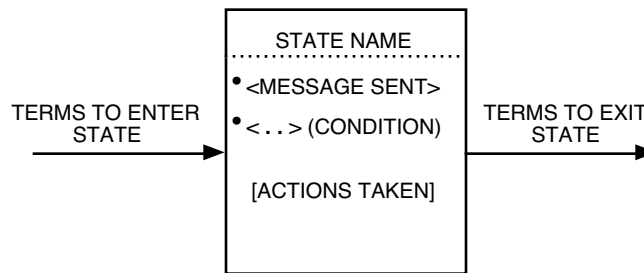 STATE NAME
• <MESSAGE SENT>
• <..> (CONDITION)
[ACTIONS TAKEN]
TERMS TO ENTER
STATE
TERMS TO EXIT
STATE